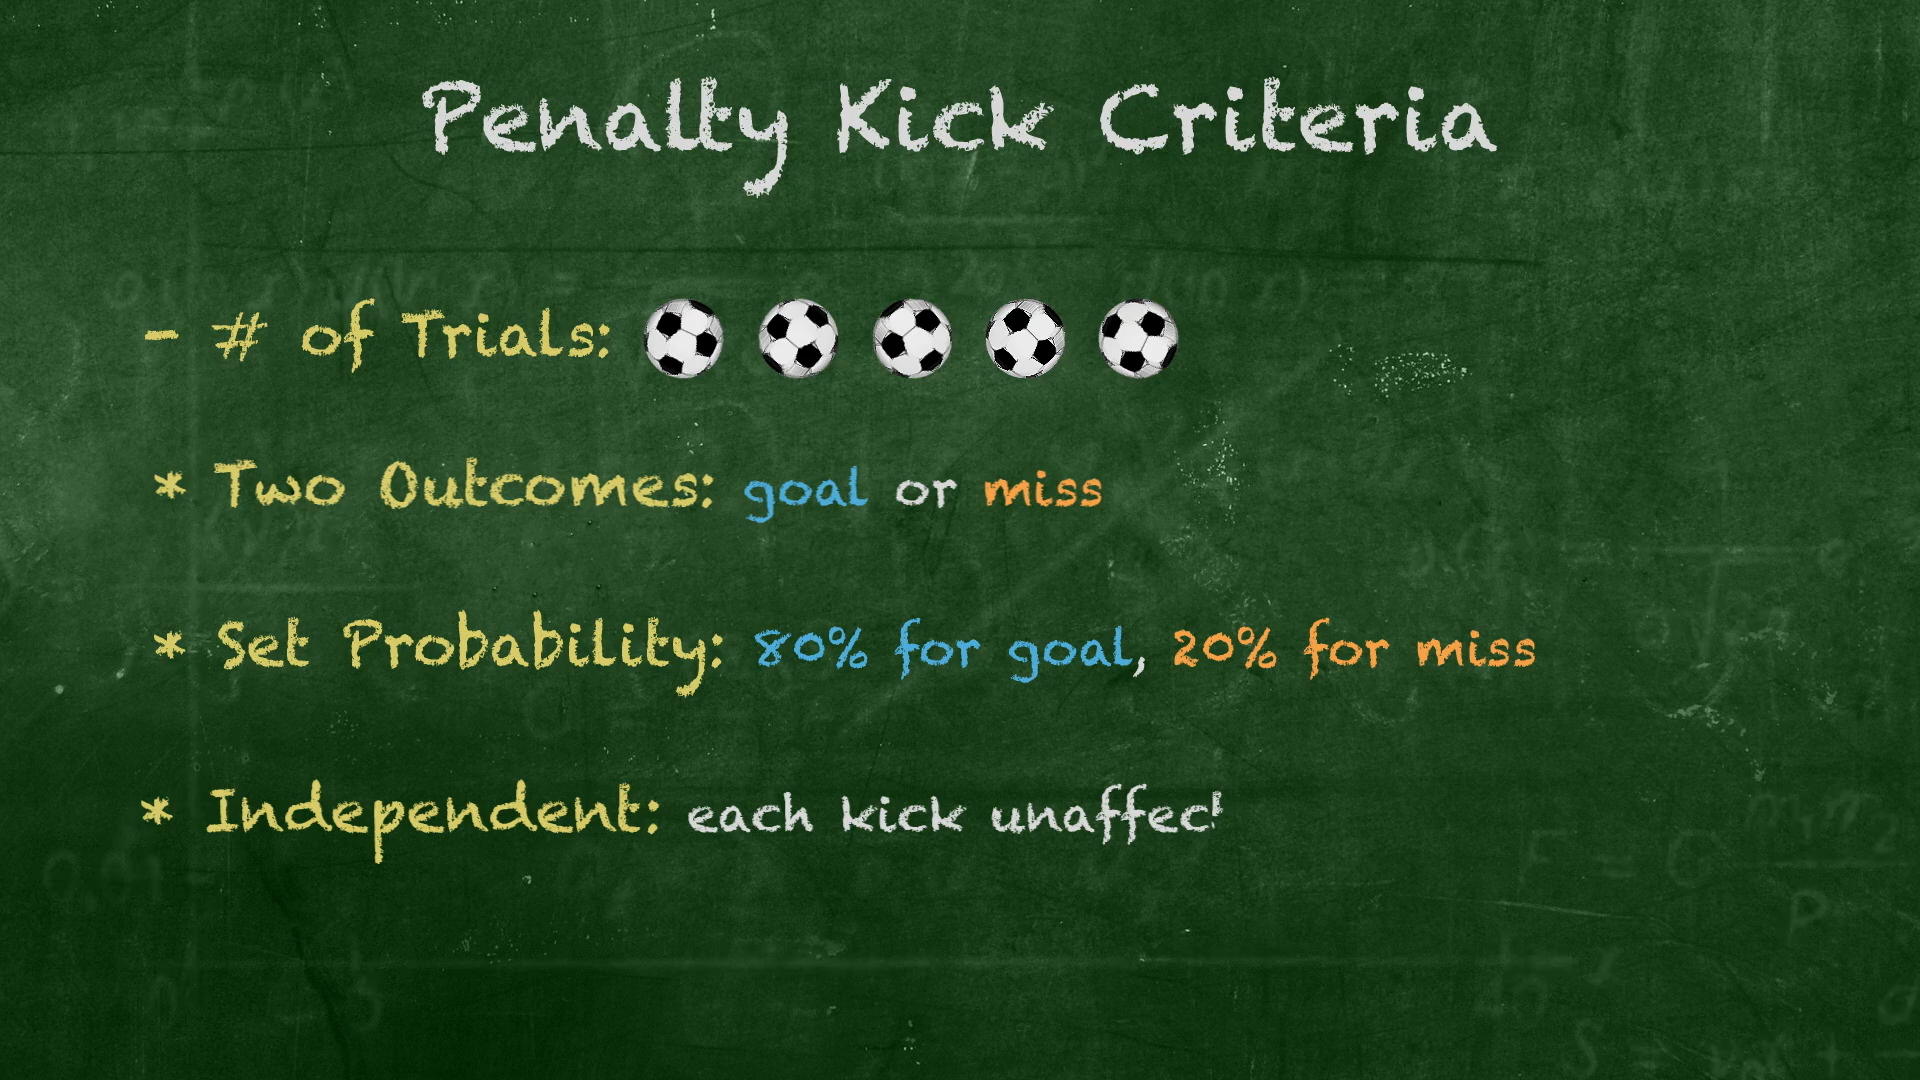 Penalty Kick Criteria
- # of Trials:
* Two Outcomes: goal or miss
* Set Probability: 80% for goal, 20% for miss
* Independent: each kick